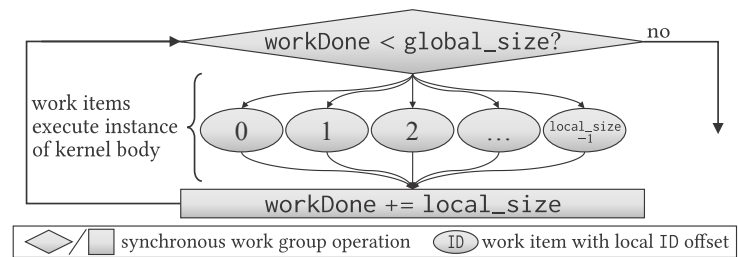 workDone < global_size?
no
work items
execute instance
of kernel body
0
1
2
...
local_size
−1
workDone += local_size
/ synchronous work group operation
ID work item with local ID offset